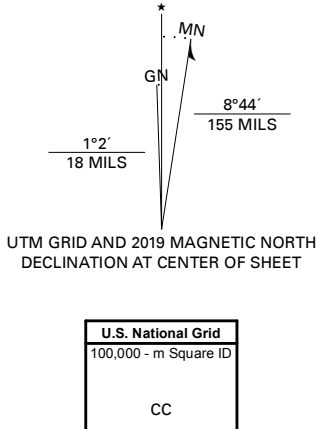 ★
MN
GN
8°44´
155 MILS
1°2´
18 MILS
UTM GRID AND 2019 MAGNETIC NORTH
DECLINATION AT CENTER OF SHEET
U.S. National Grid
100,000 - m Square ID
CC